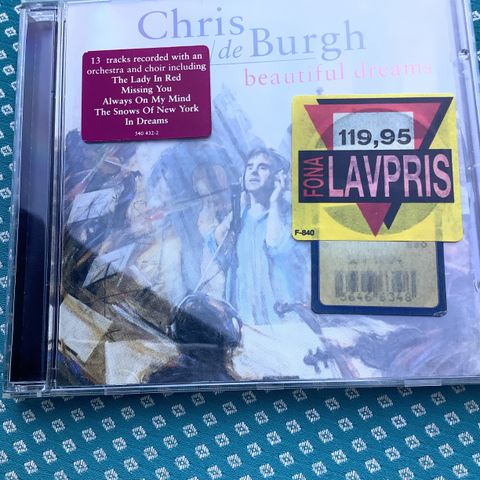 Chris
de Burgh
beautiful dreams
13 tracks recorded with an
orchestra and choir including
The Lady In Red
Missing You
Always On My Mind
The Snows Of New York
In Dreams
540 432-2
119,95
FONA
LAVPRIS
F-840